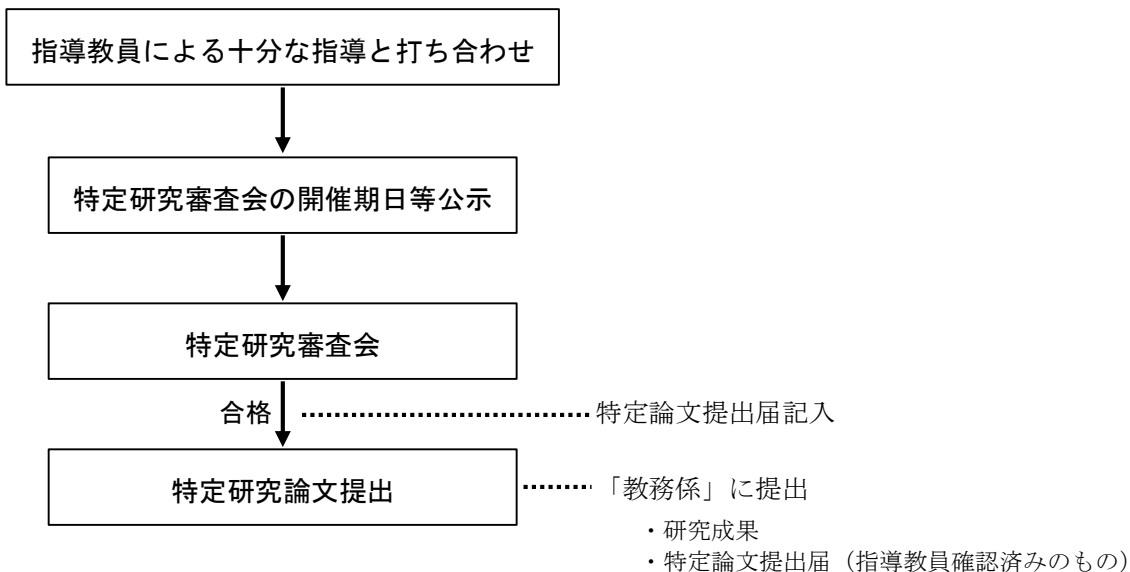 指導教員による十分な指導と打ち合わせ
特定研究審査会の開催期日等公示
特定研究審査会
合格
特定論文提出届記入
特定研究論文提出
「教務係」に提出
・研究成果
・特定論文提出届（指導教員確認済みのもの）